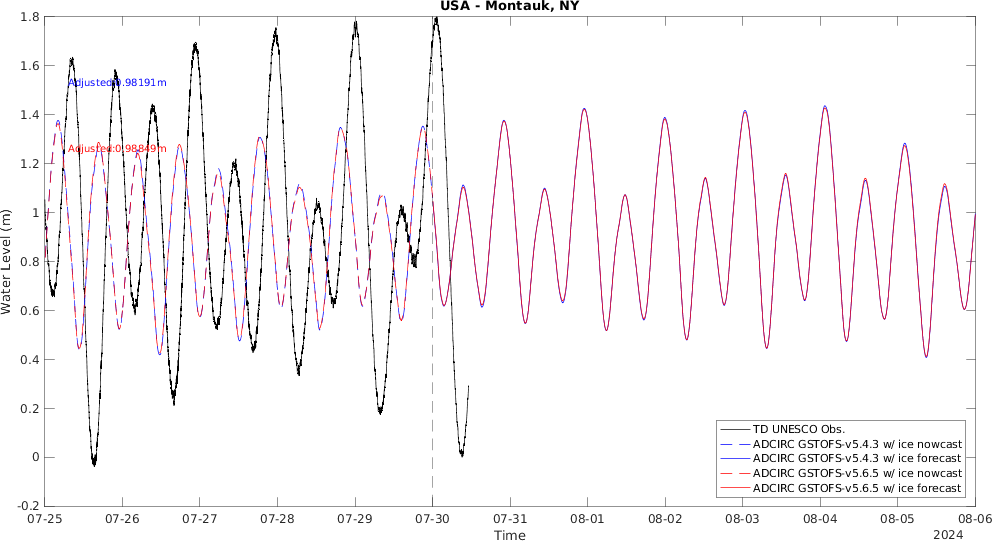 USA - Montauk, NY
1.8
1.6
1.4
1.2
1
0.8
0.6
0.4
0.2
0
-0.2
Water Level (m)
Adjusted:0.98191m
Adjusted:0.98849m
TD UNESCO Obs.
ADCIRC GSTOFS-v5.4.3 w/ ice nowcast
ADCIRC GSTOFS-v5.4.3 w/ ice forecast
ADCIRC GSTOFS-v5.6.5 w/ ice nowcast
ADCIRC GSTOFS-v5.6.5 w/ ice forecast
07-25 07-26 07-27 07-28 07-29 07-30 07-31 08-01 08-02 08-03 08-04 08-05 08-06
Time
2024